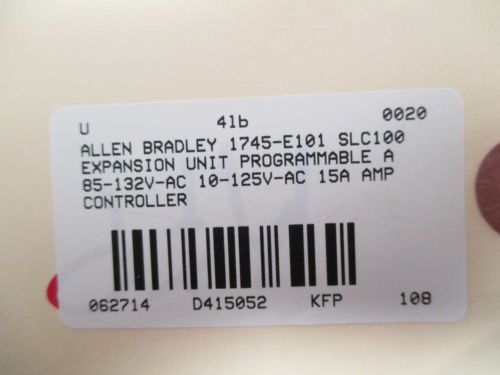 U 4lb 0020
ALLEN BRADLEY 1745-E101 SLC100
EXPANSION UNIT PROGRAMMABLE A
85-132V-AC 10-125V-AC 15A AMP
CONTROLLER
062714 D415052 KFP 108